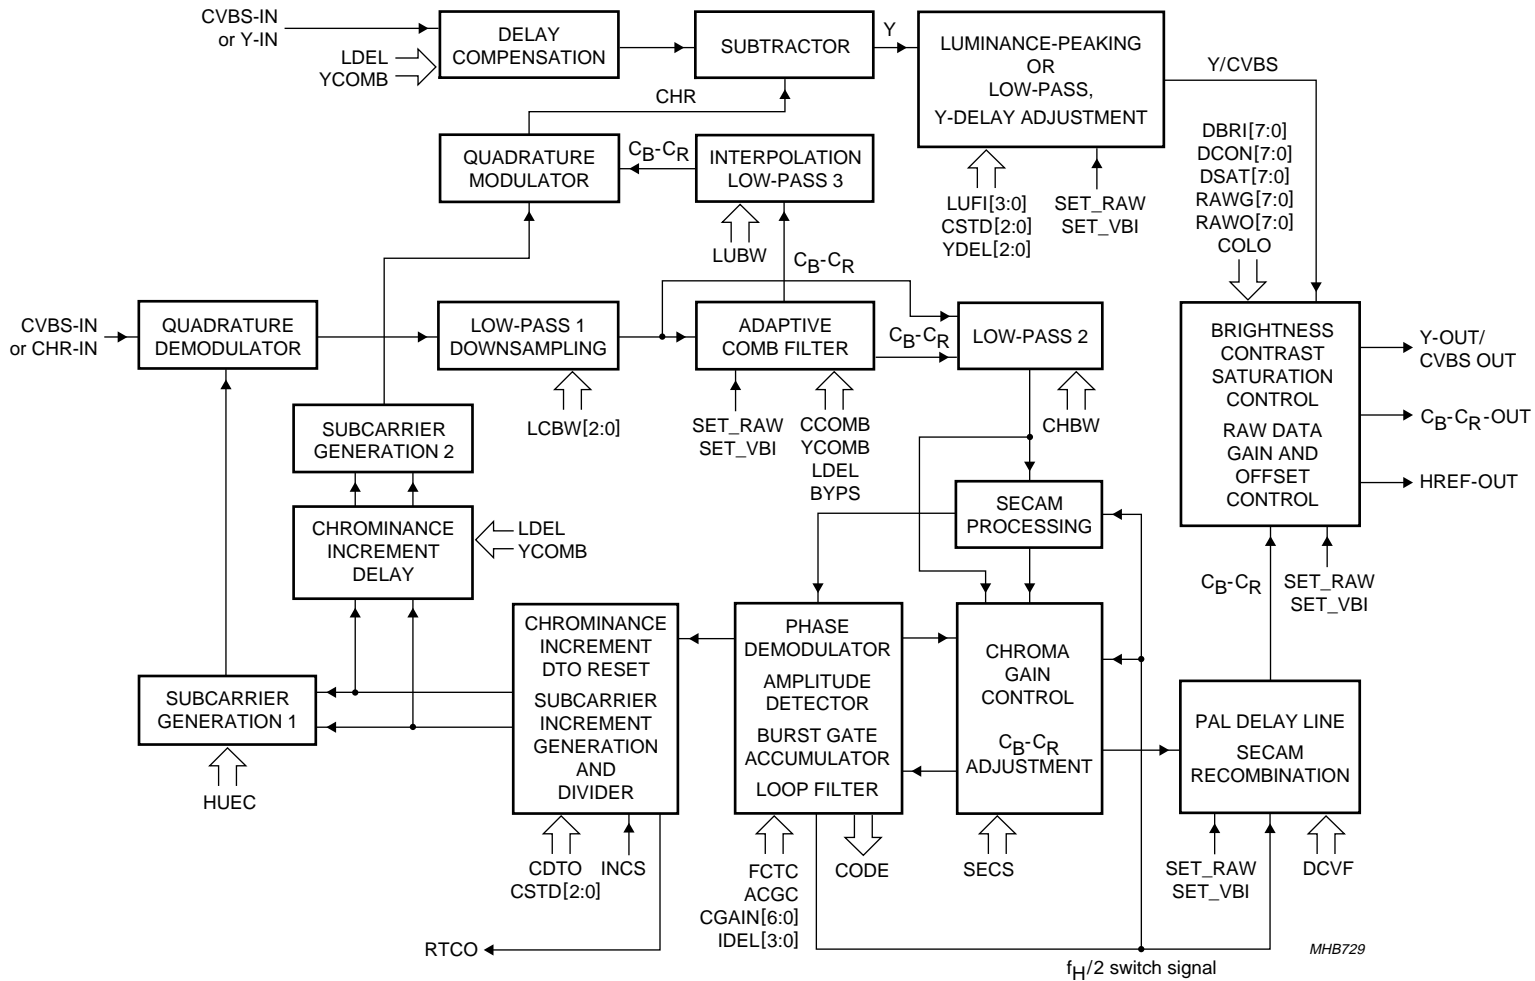 CVBS-IN
or Y-IN
LDEL
YCOMB
DELAY
COMPENSATION
SUBTRACTOR
Y
LUMINANCE-PEAKING
OR
LOW-PASS,
Y-DELAY ADJUSTMENT
Y/CVBS
CHR
QUADRATURE
MODULATOR
CB-CR
INTERPOLATION
LOW-PASS 3
LUBW
LUFI[3:0]
CSTD[2:0]
YDEL[2:0]
SET_RAW
SET_VBI
DBRI[7:0]
DCON[7:0]
DSAT[7:0]
RAWG[7:0]
RAWO[7:0]
COLO
CB-CR
CVBS-IN
or CHR-IN
QUADRATURE
DEMODULATOR
LOW-PASS 1
DOWNSAMPLING
LCBW[2:0]
ADAPTIVE
COMB FILTER
CB-CR
LOW-PASS 2
SET_RAW
SET_VBI
CCOMB
YCOMB
LDEL
BYPS
CHBW
BRIGHTNESS
CONTRAST
SATURATION
CONTROL
RAW DATA
GAIN AND
OFFSET
CONTROL
Y-OUT/
CVBS OUT
CB-CR-OUT
HREF-OUT
SUBCARRIER
GENERATION 2
CHROMINANCE
INCREMENT
DELAY
LDEL
YCOMB
SECAM
PROCESSING
CB-CR
SET_RAW
SET_VBI
SUBCARRIER
GENERATION 1
HUEC
CHROMINANCE
INCREMENT
DTO RESET
SUBCARRIER
INCREMENT
GENERATION
AND
DIVIDER
CDTO
CSTD[2:0]
INCS
PHASE
DEMODULATOR
AMPLITUDE
DETECTOR
BURST GATE
ACCUMULATOR
LOOP FILTER
FCTC
ACGC
CGAIN[6:0]
IDEL[3:0]
CODE
CHROMA
GAIN
CONTROL
CB-CR
ADJUSTMENT
SECS
PAL DELAY LINE
SECAM
RECOMBINATION
SET_RAW
SET_VBI
DCVF
RTCO
fH/2 switch signal
MHB729